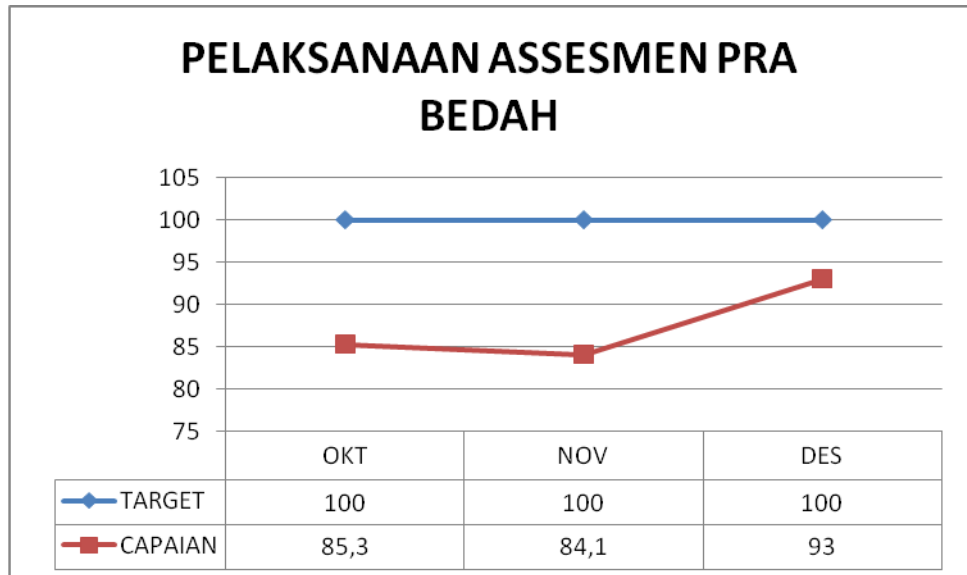 PELAKSANAAN ASSESMEN PRA
BEDAH
105
100
95
90
85
80
75
OKT NOV DES
TARGET 100 100 100
CAPAIAN 85,3 84,1 93